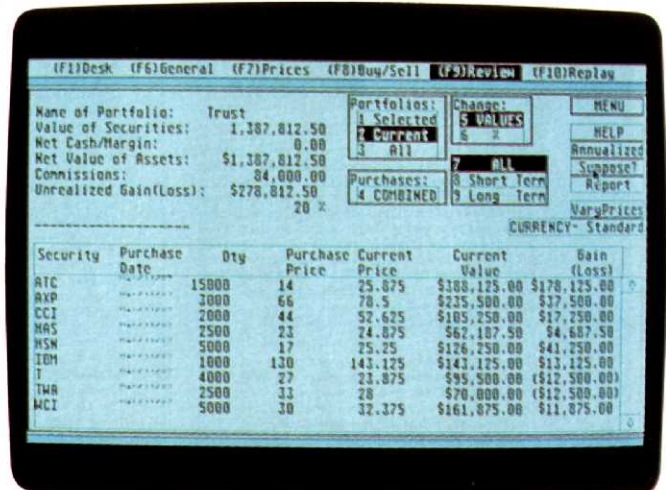 (F1)Desk (F6)General (F7)Prices (F8)Buy/Sell (F9)Review (F10)Replay
Name of Portfolio: Trust
Value of Securities: 1,387,812.50
Net Cash/Margin: 0.00
Net Value of Assets: $1,387,812.50
Commissions: 84,000.00
Unrealized Gain(Loss): $278,812.50
20 %
Portfolios:
1 Selected
2 Current
3 All
Purchases:
4 COMBINED
Change:
5 VALUES
6 %
7 ALL
8 Short Term
9 Long Term
MENU
HELP
Annualized
Suppose?
Report
VaryPrices
CURRENCY- Standard
Security Purchase Date Qty Purchase Price Current Price Current Value Gain (Loss)
ATC 15000 14 25.875 $388,125.00 $178,125.00
AXP 3000 66 78.5 $235,500.00 $37,500.00
CCI 2000 44 52.625 $105,250.00 $17,250.00
MAS 2500 23 24.875 $62,187.50 $4,687.50
MSN 5000 17 25.25 $126,250.00 $41,250.00
IBM 1000 130 143.125 $143,125.00 $13,125.00
T 4000 27 23.875 $95,500.00 ($12,500.00)
TWA 2500 33 28 $70,000.00 ($12,500.00)
WCI 5000 30 32.375 $161,875.00 $11,875.00